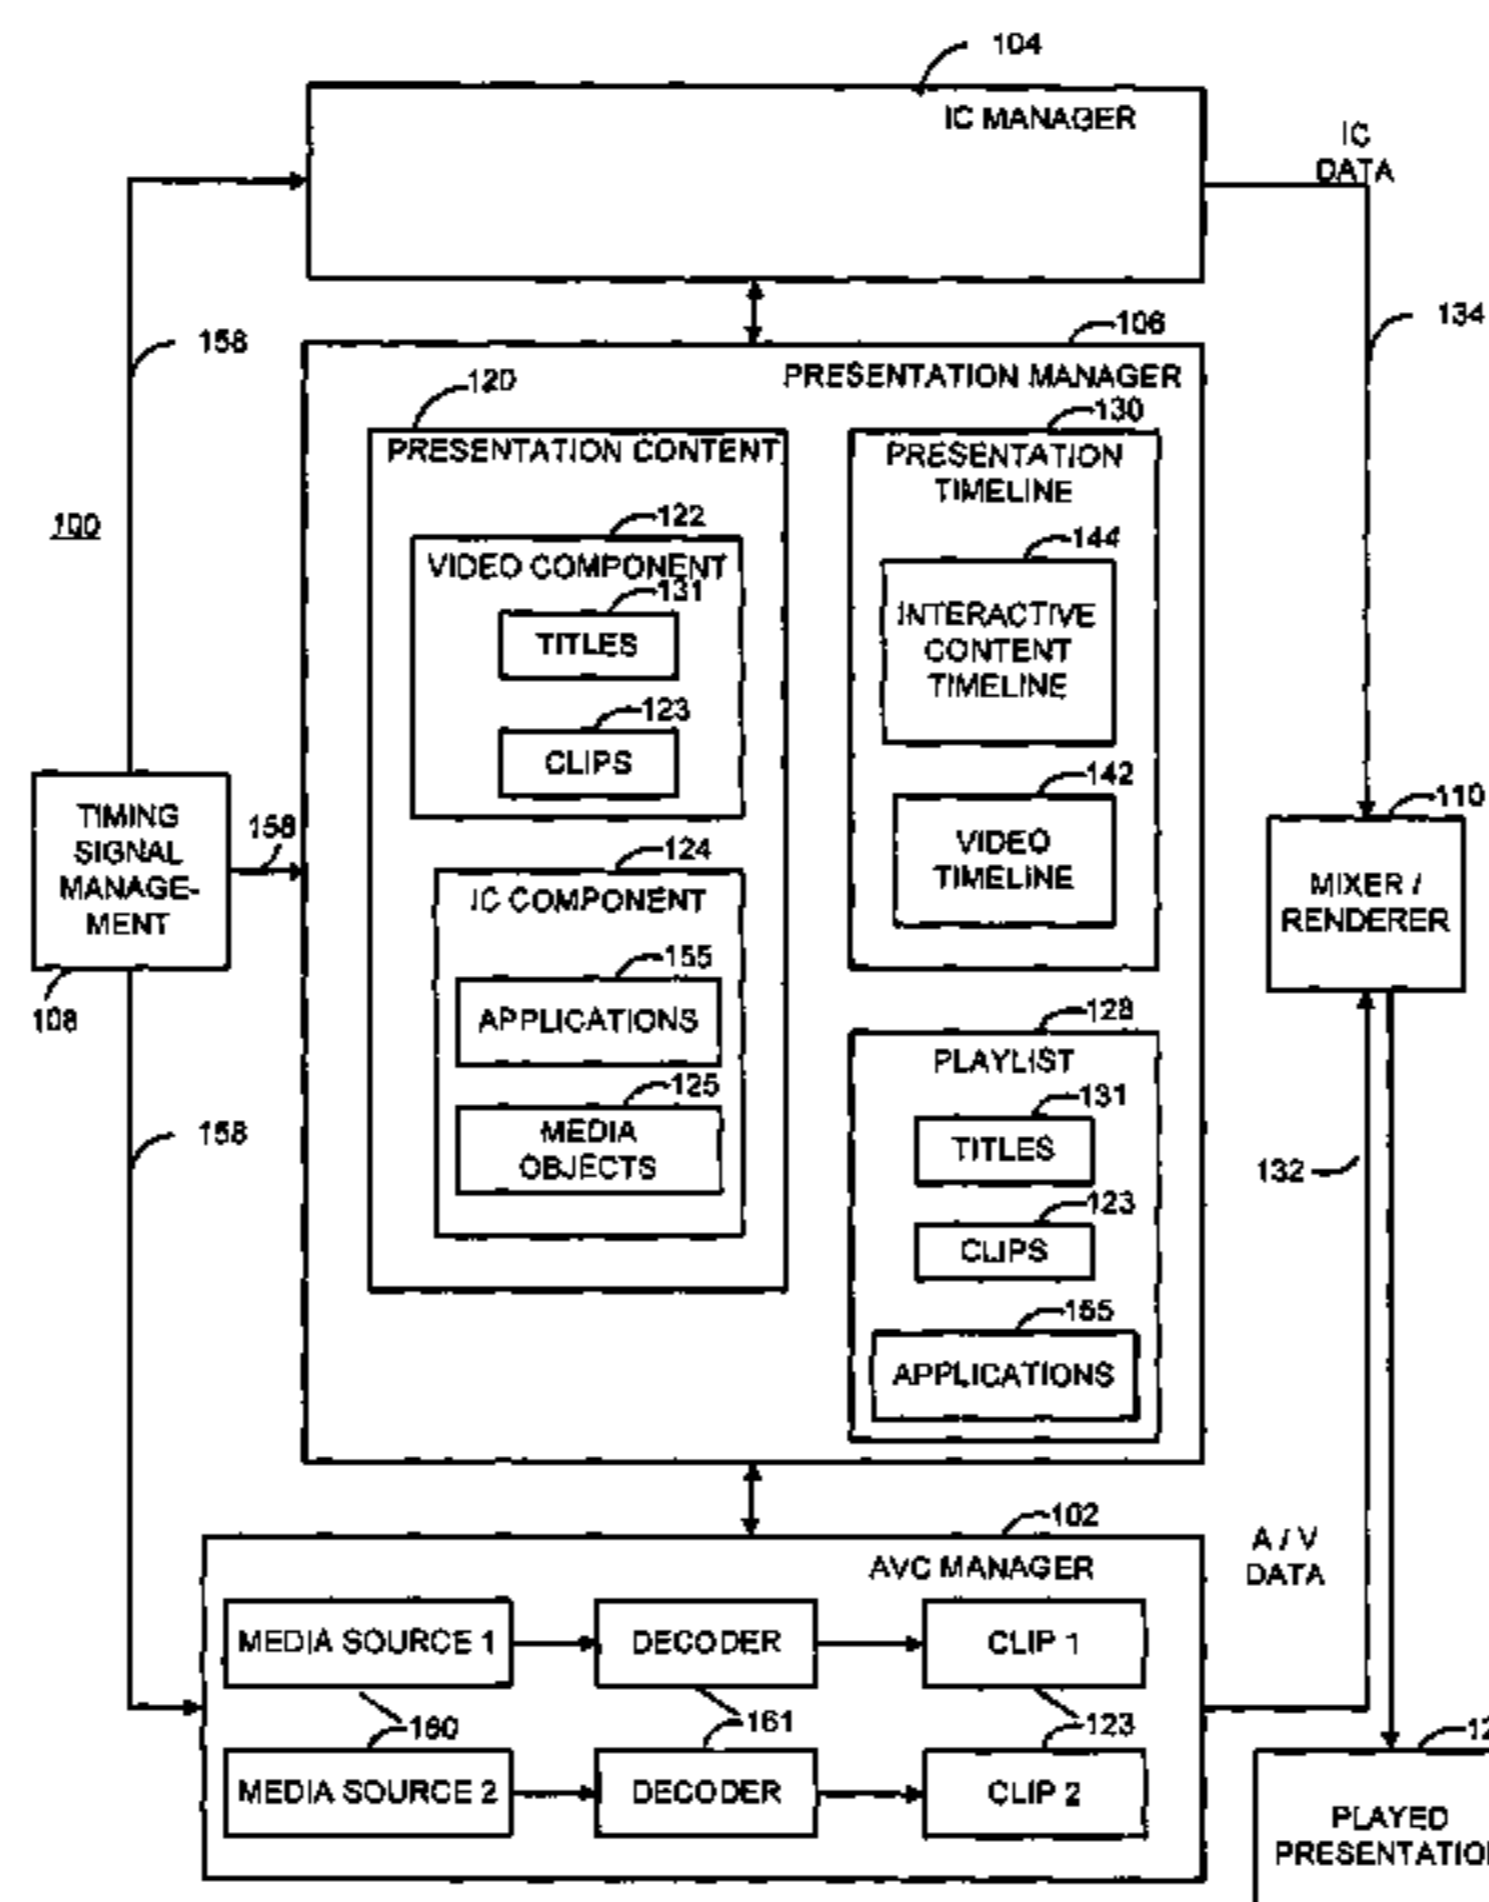 104
IC MANAGER
IC
DATA
134
158
106
PRESENTATION MANAGER
120
PRESENTATION CONTENT
130
PRESENTATION
TIMELINE
100
122
VIDEO COMPONENT
131
TITLES
123
CLIPS
144
INTERACTIVE
CONTENT
TIMELINE
142
VIDEO
TIMELINE
TIMING
SIGNAL
MANAGE-
MENT
108
158
110
MIXER /
RENDERER
124
IC COMPONENT
155
APPLICATIONS
125
MEDIA
OBJECTS
128
PLAYLIST
131
TITLES
123
CLIPS
155
APPLICATIONS
158
132
102
AVC MANAGER
A / V
DATA
MEDIA SOURCE 1
DECODER
CLIP 1
160
161
123
MEDIA SOURCE 2
DECODER
CLIP 2
PLAYED